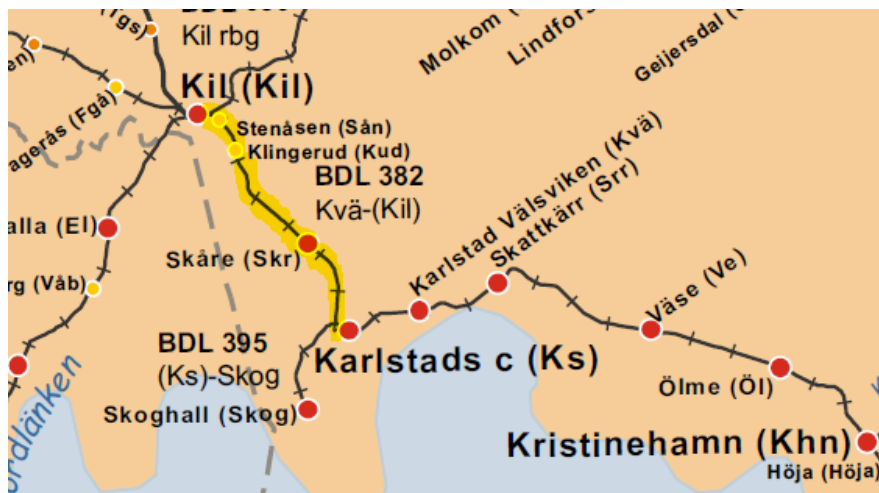 Kil rbg
Molkom
Lindfors
Geijersdal
Kil (Kil)
Stenåsen (Sån)
Klingerud (Kud)
BDL 382
Kvä-(Kil)
agerås (Fgå)
alla (El)
Skåre (Skr)
Karlstad Välsviken (Kvä)
Skattkärr (Srr)
rg (Våb)
Väse (Ve)
BDL 395
(Ks)-Skog
Karlstads c (Ks)
Ölme (Öl)
Skoghall (Skog)
ordlänken
Kristinehamn (Khn)
Höja (Höja)